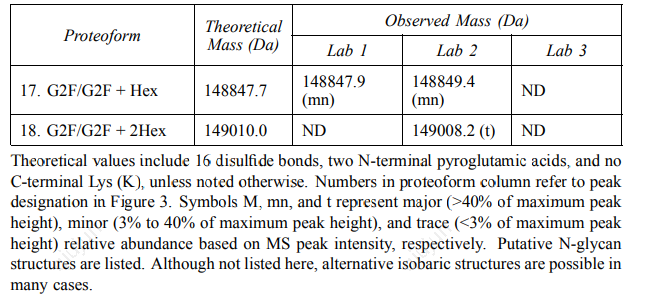 Proteoform Theoretical Mass (Da) Observed Mass (Da)
Lab 1 Lab 2 Lab 3
17. G2F/G2F + Hex 148847.7 148847.9 (mn) 148849.4 (mn) ND
18. G2F/G2F + 2Hex 149010.0 ND 149008.2 (t) ND
Theoretical values include 16 disulfide bonds, two N-terminal pyroglutamic acids, and no
C-terminal Lys (K), unless noted otherwise. Numbers in proteoform column refer to peak
designation in Figure 3. Symbols M, mn, and t represent major (>40% of maximum peak
height), minor (3% to 40% of maximum peak height), and trace (<3% of maximum peak
height) relative abundance based on MS peak intensity, respectively. Putative N-glycan
structures are listed. Although not listed here, alternative isobaric structures are possible in
many cases.